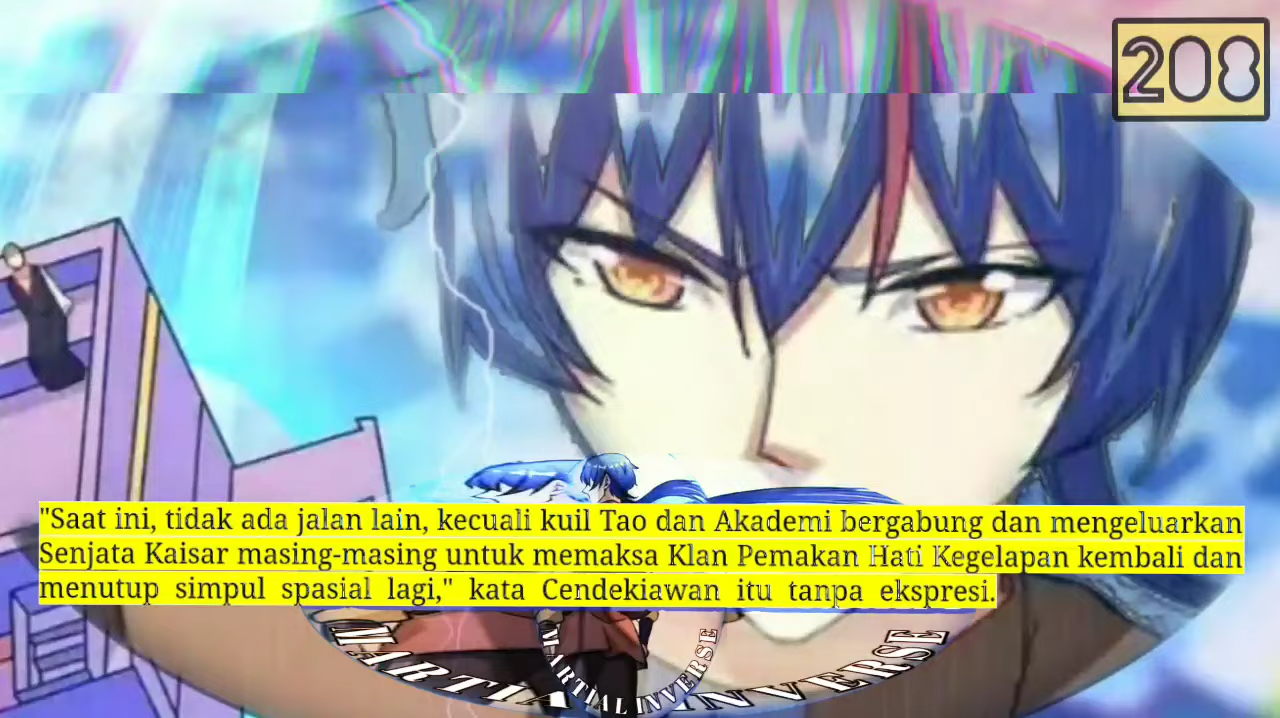 208
"Saat ini, tidak ada jalan lain, kecuali kuil Tao dan Akademi bergabung dan mengeluarkan
Senjata Kaisar masing-masing untuk memaksa Klan Pemakan Hati Kegelapan kembali dan
menutup simpul spasial lagi," kata Cendekiawan itu tanpa ekspresi.
MARTIAL INVERSE
MARTIAL INVERSE